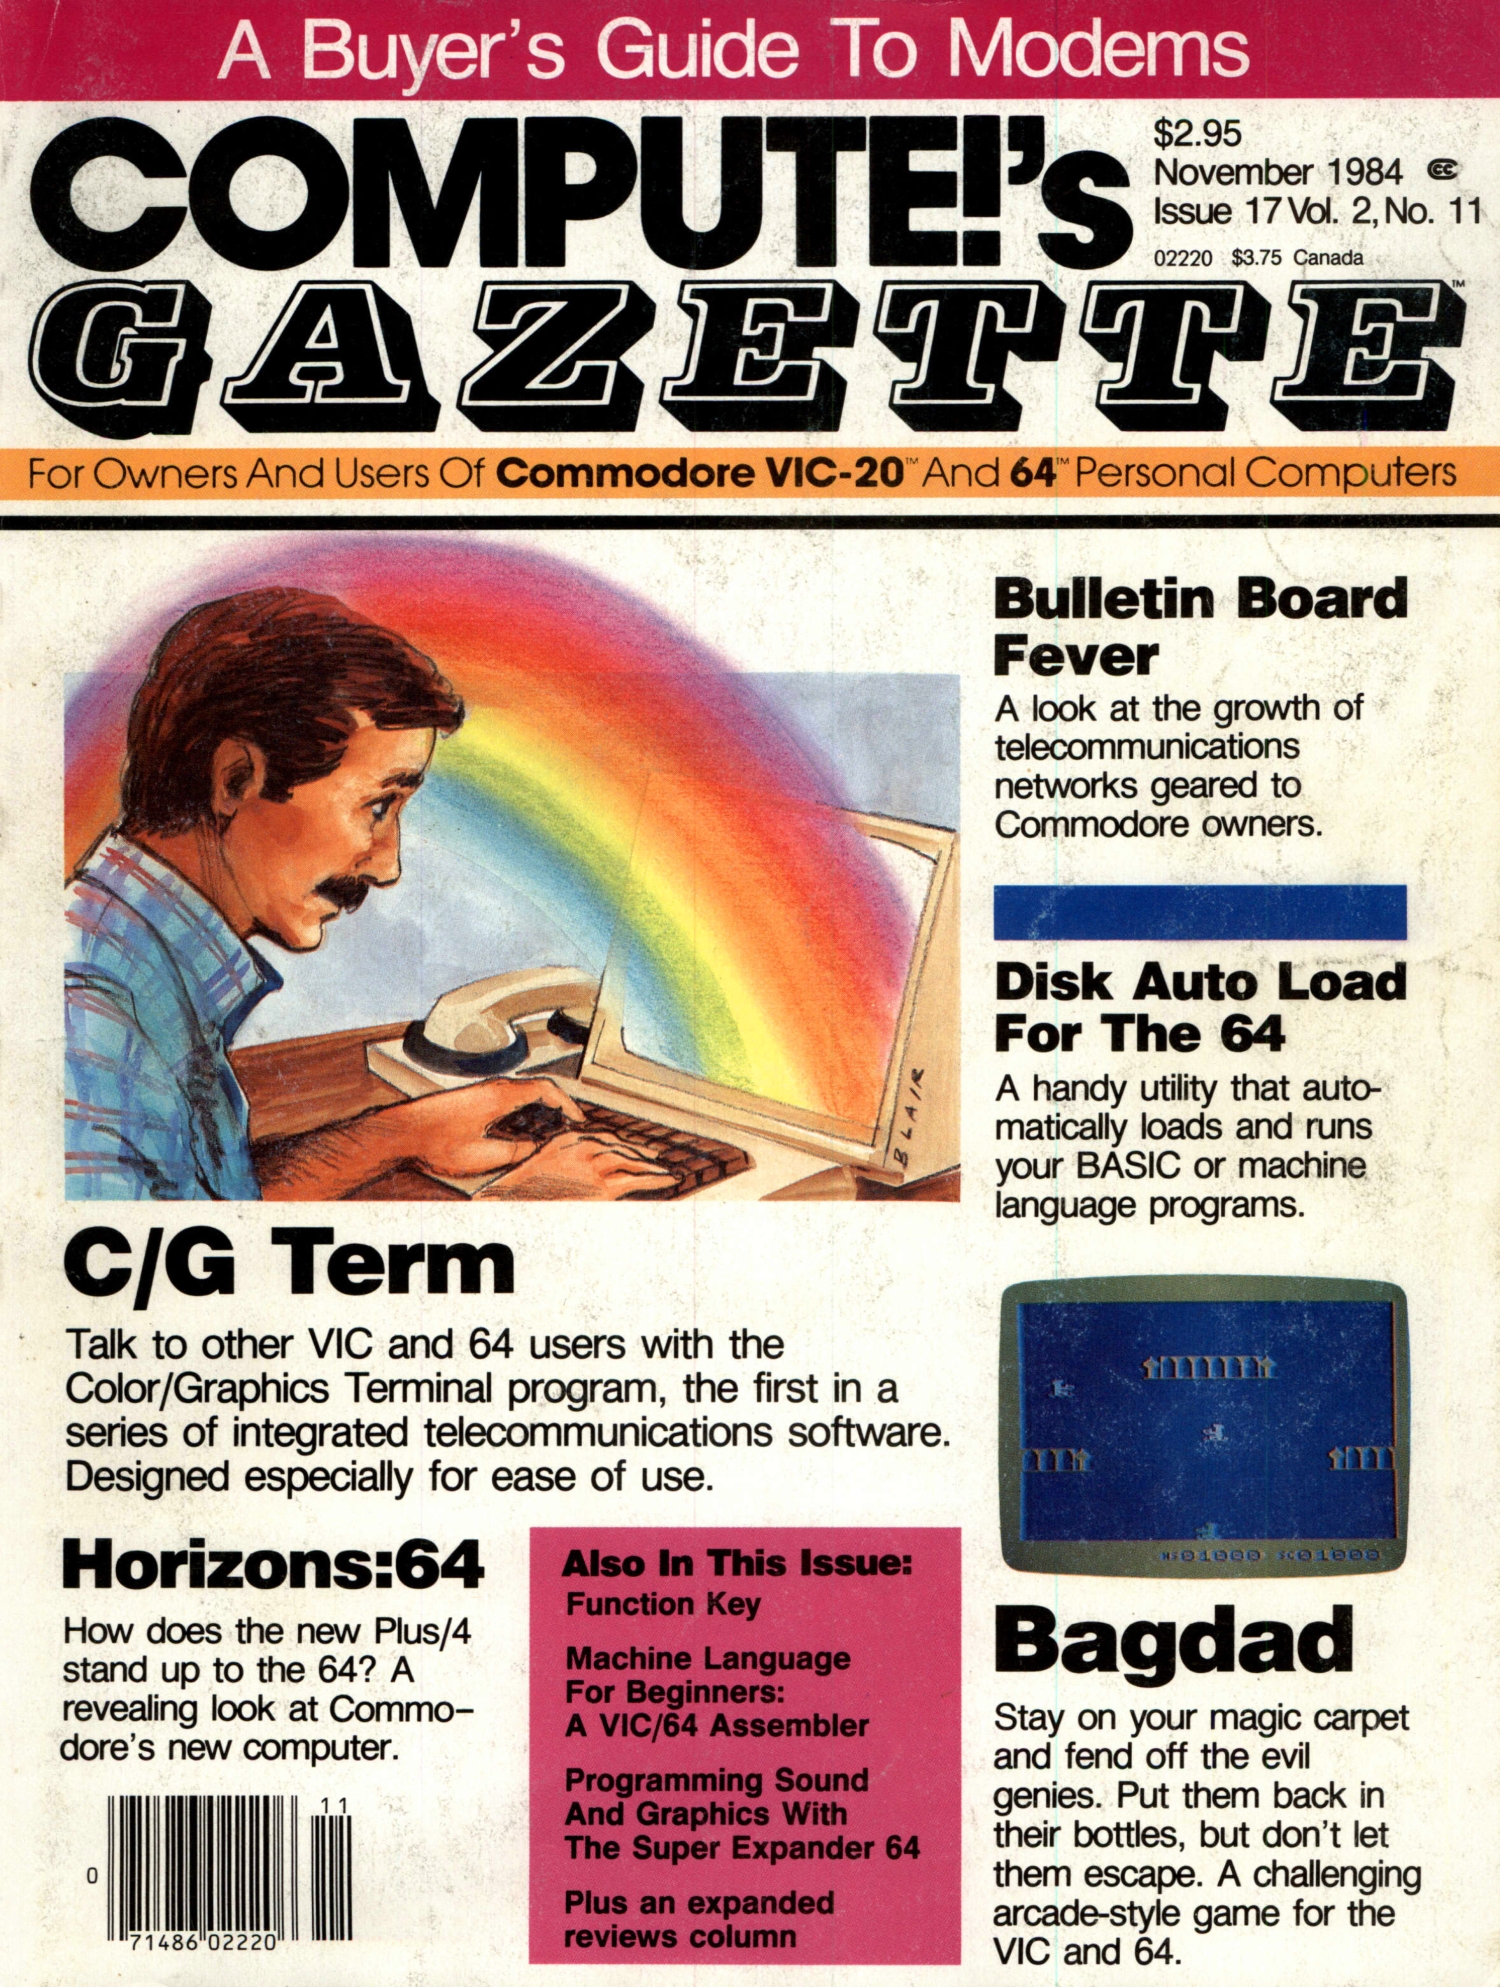 A Buyer's Guide To Modems
COMPUTE!'s
$2.95
November 1984
Issue 17 Vol. 2, No. 11
02220 $3.75 Canada
GAZETTE™
For Owners And Users Of Commodore VIC-20™ And 64™ Personal Computers
BLAIR
Bulletin Board
Fever
A look at the growth of
telecommunications
networks geared to
Commodore owners.
Disk Auto Load
For The 64
A handy utility that auto-
matically loads and runs
your BASIC or machine
language programs.
C/G Term
Talk to other VIC and 64 users with the
Color/Graphics Terminal program, the first in a
series of integrated telecommunications software.
Designed especially for ease of use.
Horizons:64
How does the new Plus/4
stand up to the 64? A
revealing look at Commo-
dore's new computer.
11
0
71486 02220
Also In This Issue:
Function Key
Machine Language
For Beginners:
A VIC/64 Assembler
Programming Sound
And Graphics With
The Super Expander 64
Plus an expanded
reviews column
HS01000 SC01000
Bagdad
Stay on your magic carpet
and fend off the evil
genies. Put them back in
their bottles, but don't let
them escape. A challenging
arcade-style game for the
VIC and 64.